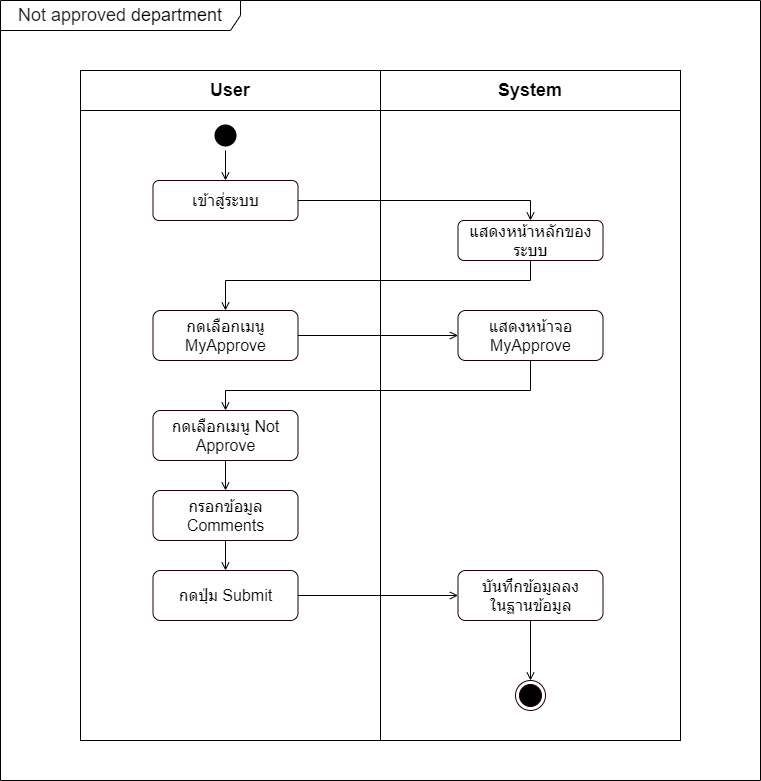 Not approved department
User
System
เข้าสู่ระบบ
แสดงหน้าหลักของ
ระบบ
กดเลือกเมนู
MyApprove
แสดงหน้าจอ
MyApprove
กดเลือกเมนู Not
Approve
กรอกข้อมูล
Comments
กดปุ่ม Submit
บันทึกข้อมูลลง
ในฐานข้อมูล